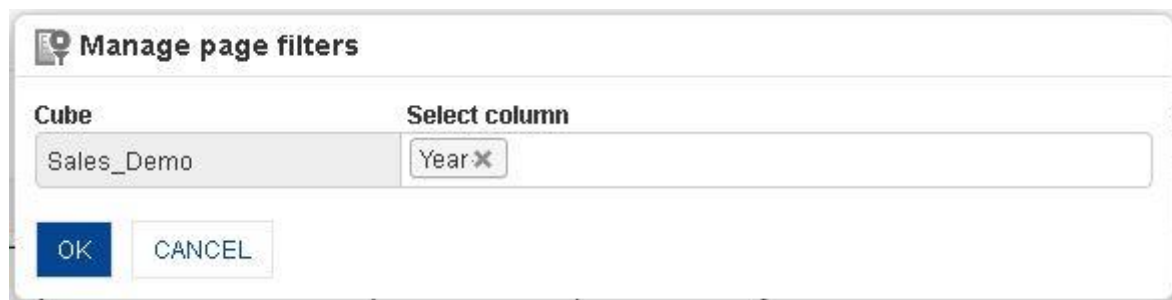 Manage page filters
Cube Select column
Sales_Demo Year
OK CANCEL